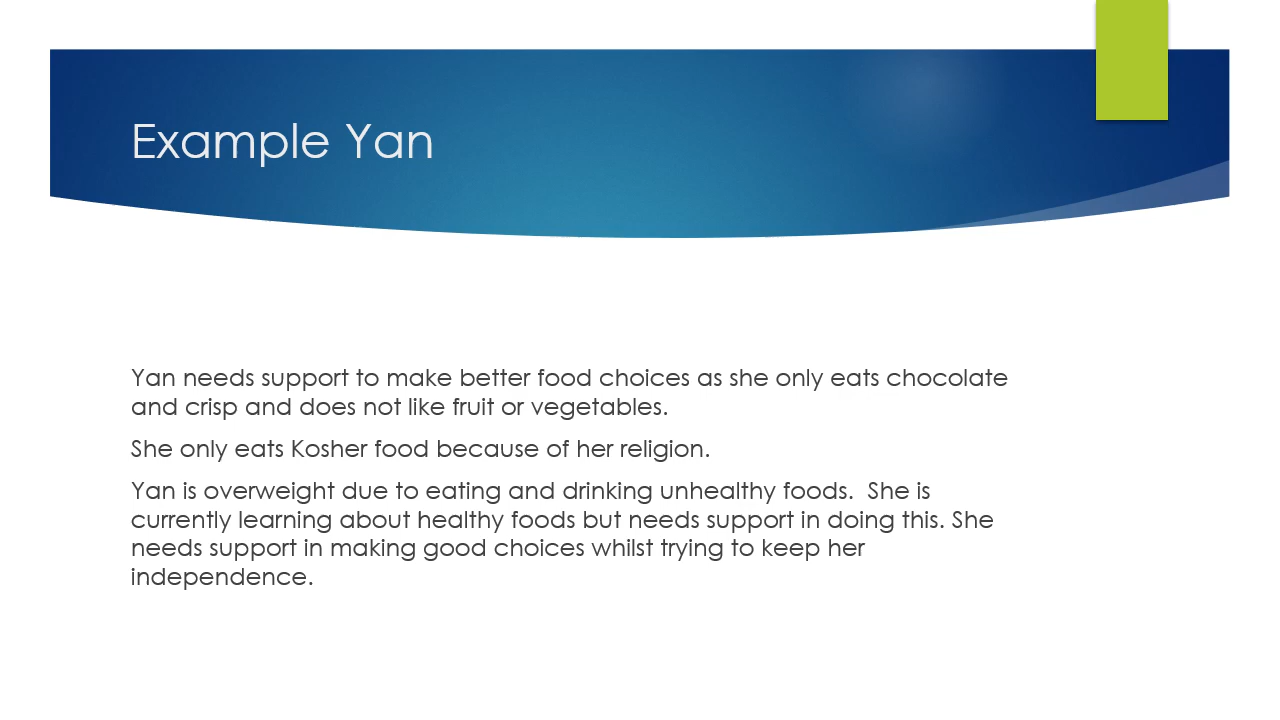 Example Yan
Yan needs support to make better food choices as she only eats chocolate
and crisp and does not like fruit or vegetables.
She only eats Kosher food because of her religion.
Yan is overweight due to eating and drinking unhealthy foods.  She is
currently learning about healthy foods but needs support in doing this. She
needs support in making good choices whilst trying to keep her
independence.